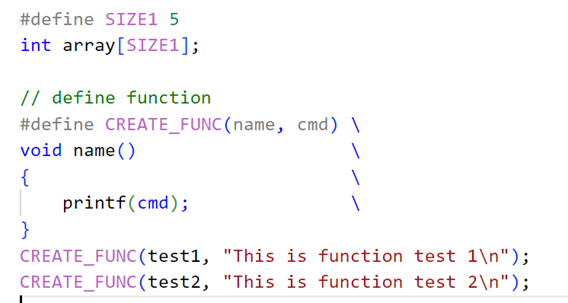 #define SIZE1 5
int array[SIZE1];
// define function
#define CREATE_FUNC(name, cmd) \
void name() \
{ \
printf(cmd); \
}
CREATE_FUNC(test1, "This is function test 1\n");
CREATE_FUNC(test2, "This is function test 2\n");